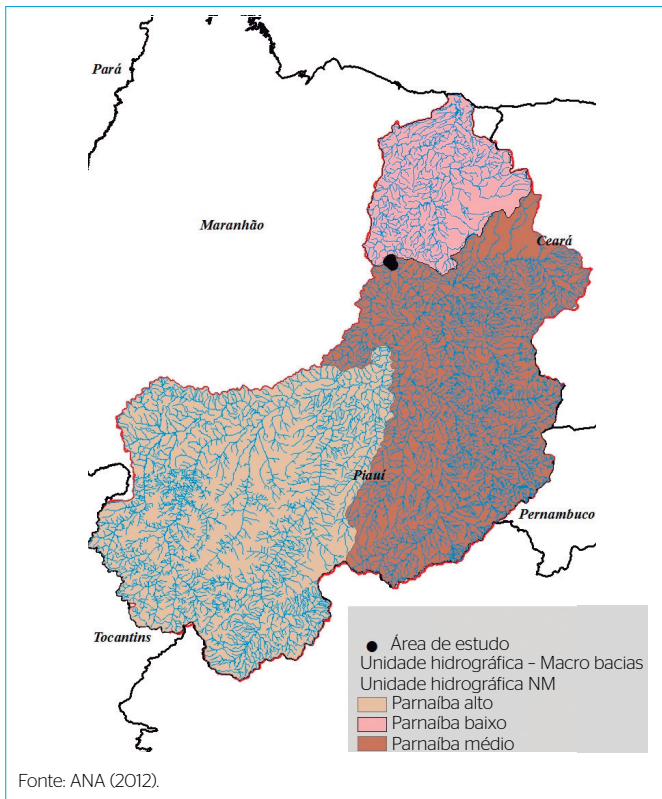 Pará
Maranhão
Ceará
Piauí
Pernambuco
Tocantins
Área de estudo
Unidade hidrográfica – Macro bacias
Unidade hidrográfica NM
Parnaíba alto
Parnaíba baixo
Parnaíba médio
Fonte: ANA (2012).